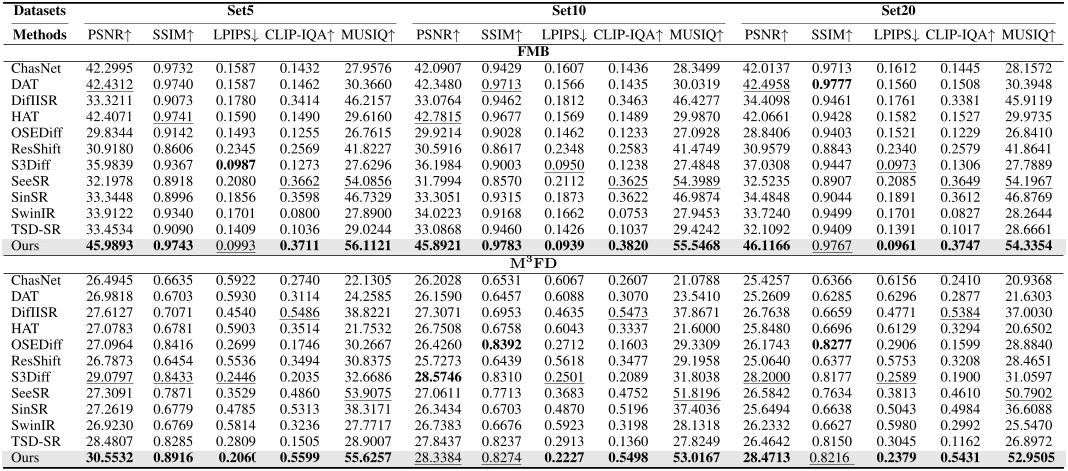 Datasets Set5 Set10 Set20
Methods PSNR↑ SSIM↑ LPIPS↓ CLIP-IQA↑ MUSIQ↑ PSNR↑ SSIM↑ LPIPS↓ CLIP-IQA↑ MUSIQ↑ PSNR↑ SSIM↑ LPIPS↓ CLIP-IQA↑ MUSIQ↑
FMB
ChasNet 42.2995 0.9732 0.1587 0.1432 27.9576 42.0907 0.9429 0.1607 0.1436 28.3499 42.0137 0.9713 0.1612 0.1445 28.1572
DAT 42.4312 0.9740 0.1587 0.1462 30.3660 42.3480 0.9713 0.1566 0.1435 30.0319 42.4958 0.9777 0.1560 0.1508 30.3948
DifIISR 33.3211 0.9073 0.1780 0.3414 46.2157 33.0764 0.9462 0.1812 0.3463 46.4277 34.4098 0.9461 0.1761 0.3381 45.9119
HAT 42.4071 0.9741 0.1590 0.1490 29.6160 42.7815 0.9677 0.1569 0.1489 29.9870 42.0661 0.9428 0.1582 0.1527 29.9735
OSEDiff 29.8344 0.9142 0.1493 0.1255 26.7615 29.9214 0.9028 0.1462 0.1233 27.0928 28.8406 0.9403 0.1521 0.1229 26.8410
ResShift 30.9180 0.8606 0.2345 0.2569 41.8227 30.5916 0.8617 0.2348 0.2583 41.4749 30.9579 0.8843 0.2340 0.2579 41.8641
S3Diff 35.9839 0.9367 0.0987 0.1273 27.6296 36.1984 0.9003 0.0950 0.1238 27.4848 37.0308 0.9447 0.0973 0.1306 27.7889
SeeSR 32.1978 0.8918 0.2080 0.3662 54.0856 31.7994 0.8570 0.2112 0.3625 54.3989 32.5235 0.8907 0.2085 0.3649 54.1967
SinSR 33.3448 0.8996 0.1856 0.3598 46.7329 33.3051 0.9315 0.1873 0.3622 46.9874 34.4848 0.9044 0.1891 0.3612 46.8769
SwinIR 33.9122 0.9340 0.1701 0.0800 27.8900 34.0223 0.9168 0.1662 0.0753 27.9453 33.7240 0.9499 0.1701 0.0827 28.2644
TSD-SR 33.4534 0.9090 0.1409 0.1036 29.0244 33.0868 0.9460 0.1426 0.1037 29.4242 32.1092 0.9409 0.1391 0.1017 28.6661
Ours 45.9893 0.9743 0.0993 0.3711 56.1121 45.8921 0.9783 0.0939 0.3820 55.5468 46.1166 0.9767 0.0961 0.3747 54.3354
M³FD
ChasNet 26.4945 0.6635 0.5922 0.2740 22.1305 26.2028 0.6531 0.6067 0.2607 21.0788 25.4257 0.6366 0.6156 0.2410 20.9368
DAT 26.9818 0.6703 0.5930 0.3114 24.2585 26.1590 0.6457 0.6088 0.3070 23.5410 25.2609 0.6285 0.6296 0.2877 21.6303
DifIISR 27.6127 0.7071 0.4540 0.5486 38.8221 27.3071 0.6953 0.4635 0.5473 37.8671 26.7638 0.6659 0.4771 0.5384 37.0030
HAT 27.0783 0.6781 0.5903 0.3514 21.7532 26.7508 0.6758 0.6043 0.3337 21.6000 25.8480 0.6696 0.6129 0.3294 20.6502
OSEDiff 27.0964 0.8416 0.2699 0.1746 30.2667 26.4260 0.8392 0.2712 0.1603 29.3309 26.1743 0.8277 0.2906 0.1599 28.8840
ResShift 26.7873 0.6454 0.5536 0.3494 30.8375 25.7273 0.6439 0.5618 0.3477 29.1958 25.0640 0.6377 0.5753 0.3208 28.4651
S3Diff 29.0797 0.8433 0.2446 0.2035 32.6686 28.5746 0.8310 0.2501 0.2089 31.8038 28.2000 0.8177 0.2589 0.1900 31.0597
SeeSR 27.3091 0.7871 0.3529 0.4860 53.9075 27.0611 0.7713 0.3683 0.4752 51.8196 26.5842 0.7634 0.3813 0.4610 50.7902
SinSR 27.2619 0.6779 0.4785 0.5313 38.3171 26.3434 0.6703 0.4870 0.5196 37.4036 25.6494 0.6638 0.5043 0.4984 36.6088
SwinIR 26.9230 0.6769 0.5814 0.3236 27.7717 26.7383 0.6676 0.5923 0.3198 28.1318 26.2332 0.6627 0.5980 0.2992 25.5470
TSD-SR 28.4807 0.8285 0.2809 0.1505 28.9007 27.8437 0.8237 0.2913 0.1360 27.8249 26.4642 0.8150 0.3045 0.1162 26.8972
Ours 30.5532 0.8916 0.2060 0.5599 55.6257 28.3384 0.8274 0.2227 0.5498 53.0167 28.4713 0.8216 0.2379 0.5431 52.9505